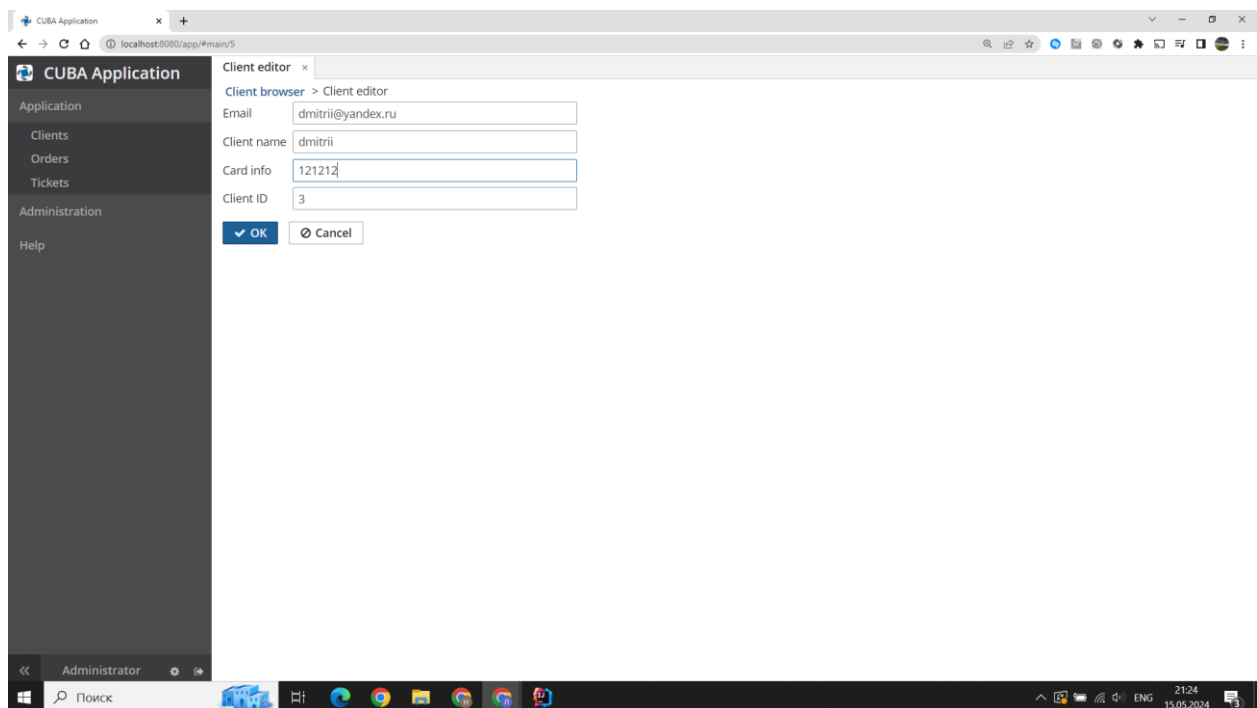 CUBA Application
localhost:8080/app/#main/5
CUBA Application
Client editor
Client browser > Client editor
Application
Email dmitrii@yandex.ru
Clients
Client name dmitrii
Orders
Card info 121212
Tickets
Client ID 3
Administration
OK Cancel
Help
Administrator
Поиск
ENG
21:24
15.05.2024
3